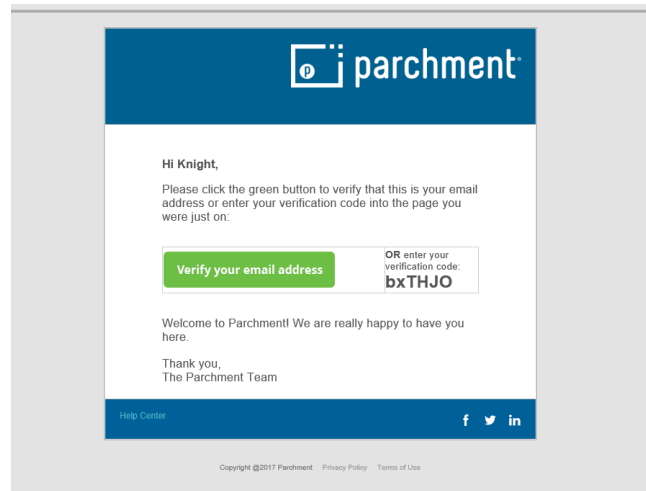 p parchment
Hi Knight,
Please click the green button to verify that this is your email
address or enter your verification code into the page you
were just on:
Verify your email address
OR enter your
verification code:
bxTHJO
Welcome to Parchment! We are really happy to have you
here.
Thank you,
The Parchment Team
Help Center
f in
Copyright @2017 Parchment Privacy Policy Terms of Use